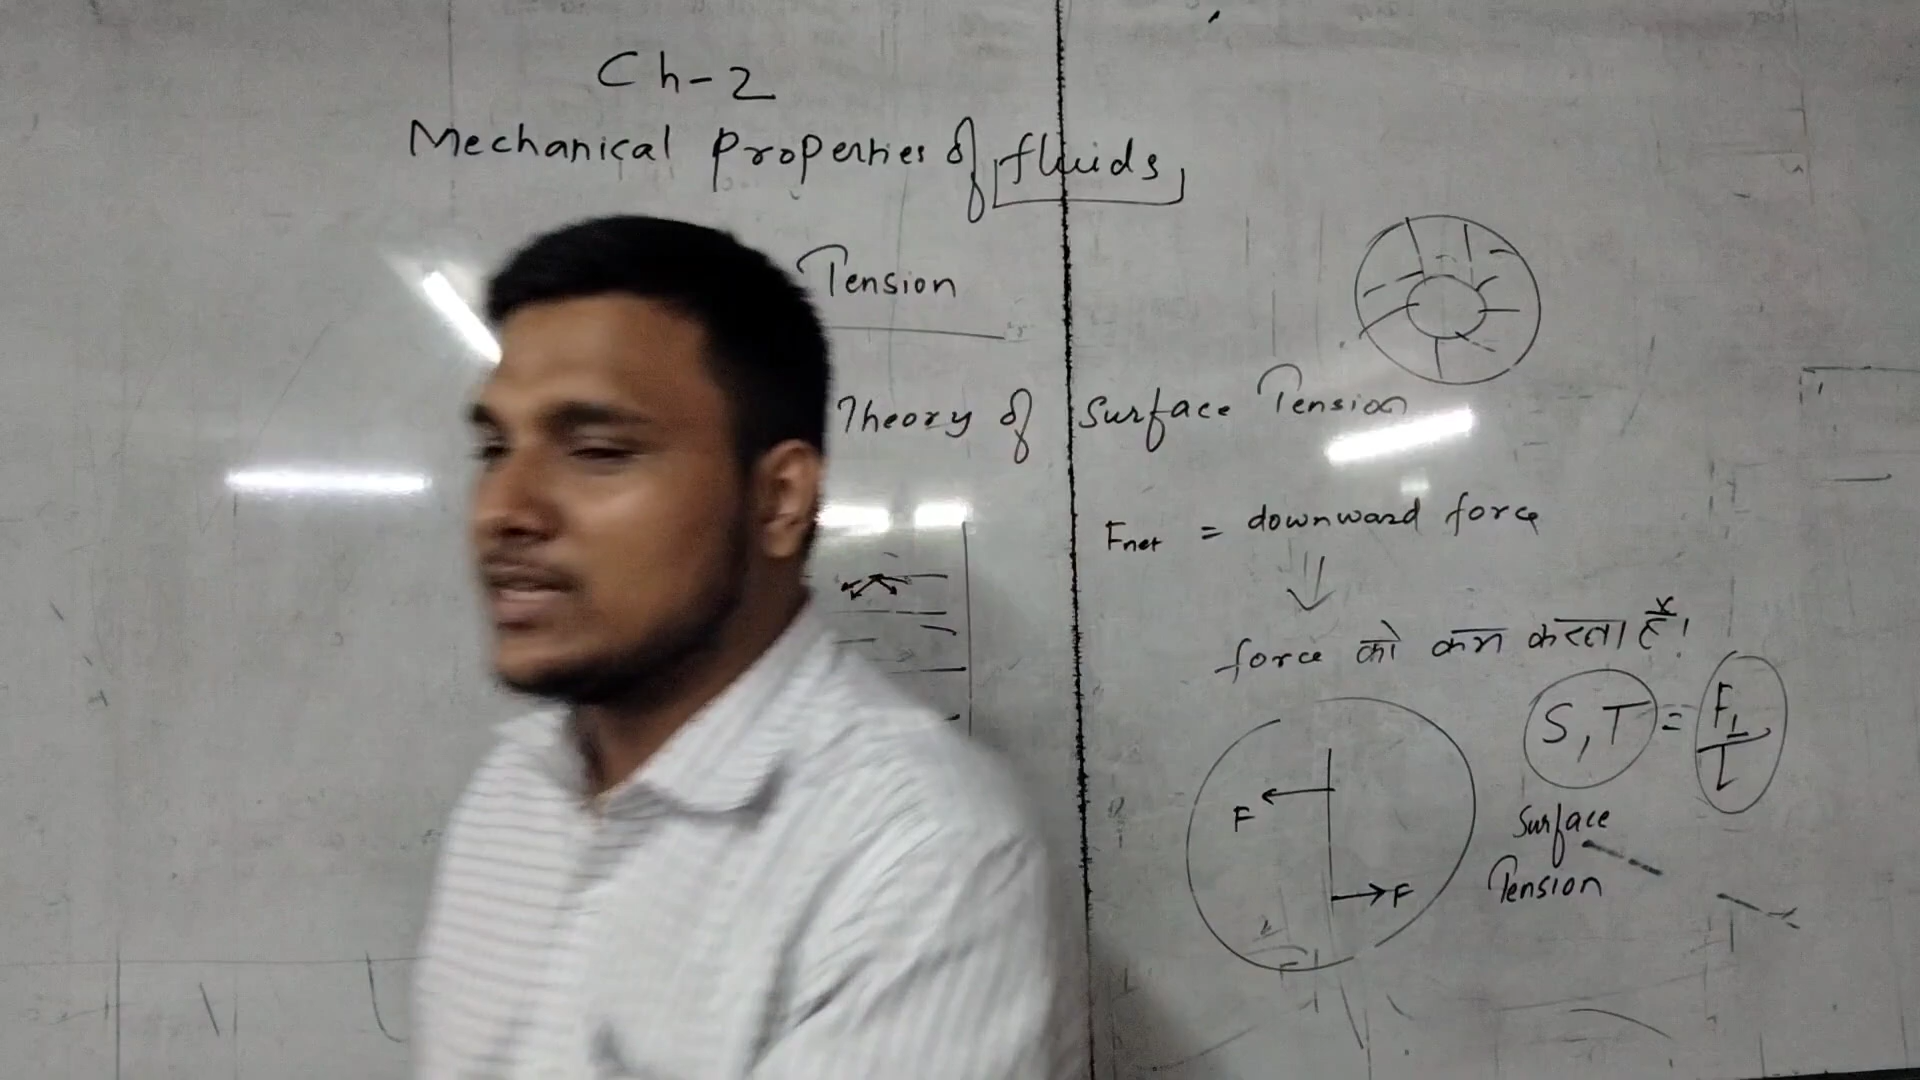 Ch-2
Mechanical Properties of fluids
Tension
Theory of Surface Tension
Fnet = downward force
force को कम करता है।
S,T = F⊥/L
Surface
Tension
F
F